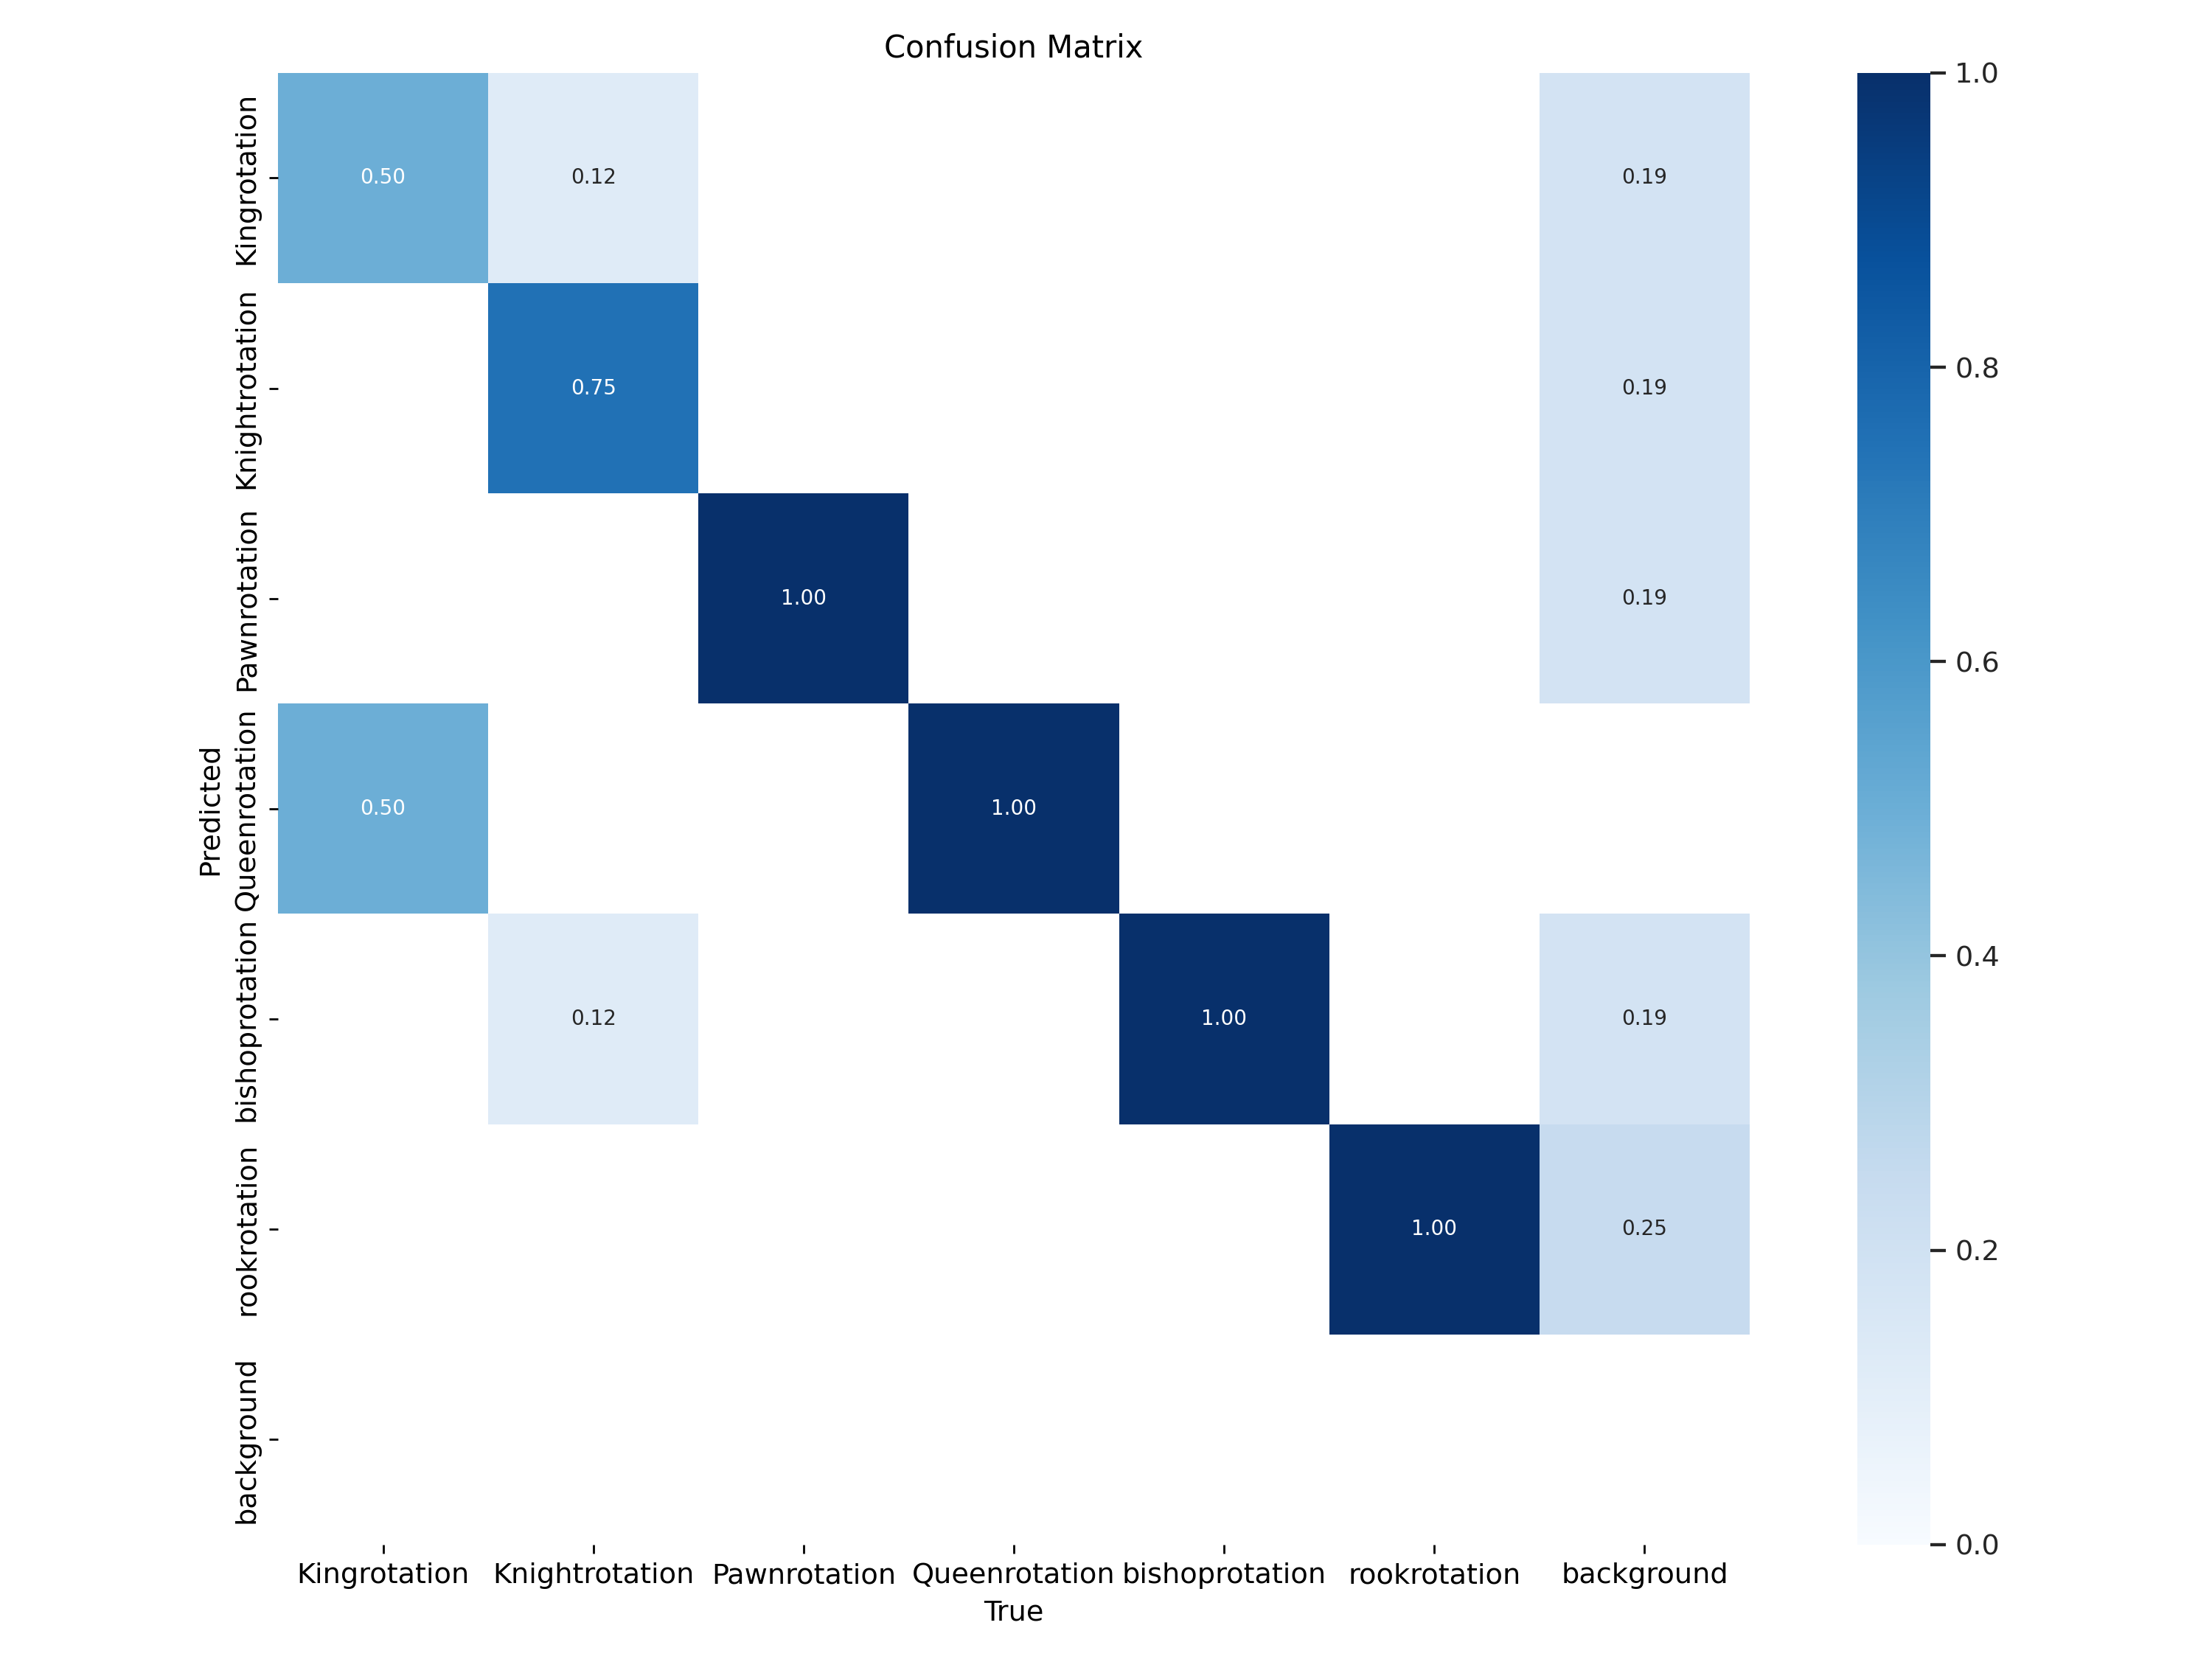 Confusion Matrix
Predicted
Kingrotation
Knightrotation
Pawnrotation
Queenrotation
bishoprotation
rookrotation
background
0.50 0.12 0.19
0.75 0.19
1.00 0.19
0.50 1.00
0.12 1.00 0.19
1.00 0.25
Kingrotation Knightrotation Pawnrotation Queenrotation bishoprotation rookrotation background
True
1.0
0.8
0.6
0.4
0.2
0.0